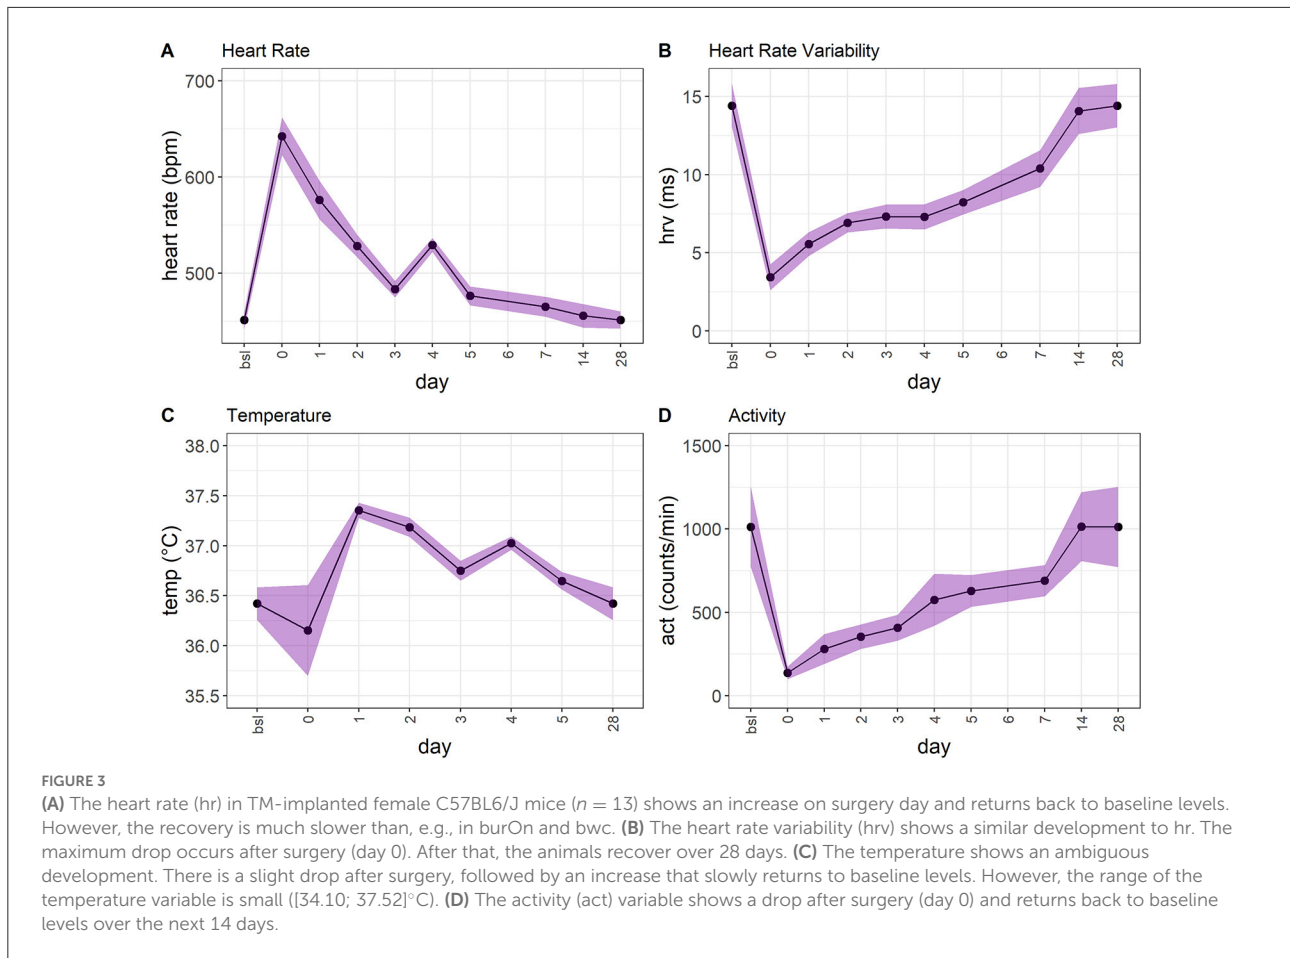 A Heart Rate
700
600
500
heart rate (bpm)
bsl 0 1 2 3 4 5 6 7 14 28
day
B Heart Rate Variability
15
10
5
0
hrv (ms)
bsl 0 1 2 3 4 5 6 7 14 28
day
C Temperature
38.0
37.5
37.0
36.5
36.0
35.5
temp (°C)
bsl 0 1 2 3 4 5 28
day
D Activity
1500
1000
500
0
act (counts/min)
bsl 0 1 2 3 4 5 6 7 14 28
day
FIGURE 3
(A) The heart rate (hr) in TM-implanted female C57BL6/J mice (n = 13) shows an increase on surgery day and returns back to baseline levels.
However, the recovery is much slower than, e.g., in burOn and bwc. (B) The heart rate variability (hrv) shows a similar development to hr. The
maximum drop occurs after surgery (day 0). After that, the animals recover over 28 days. (C) The temperature shows an ambiguous
development. There is a slight drop after surgery, followed by an increase that slowly returns to baseline levels. However, the range of the
temperature variable is small ([34.10; 37.52]°C). (D) The activity (act) variable shows a drop after surgery (day 0) and returns back to baseline
levels over the next 14 days.